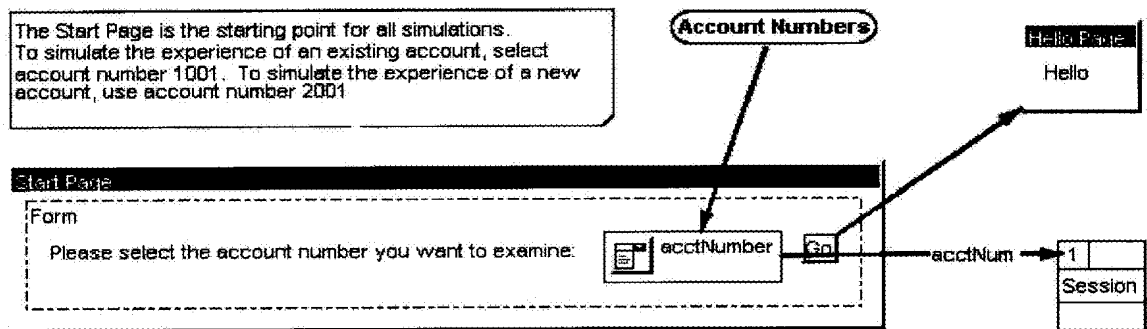 The Start Page is the starting point for all simulations.
To simulate the experience of an existing account, select
account number 1001. To simulate the experience of a new
account, use account number 2001
Account Numbers
Hello Page
Hello
Start Page
Form
Please select the account number you want to examine:
acctNumber
Go
acctNum
1
Session